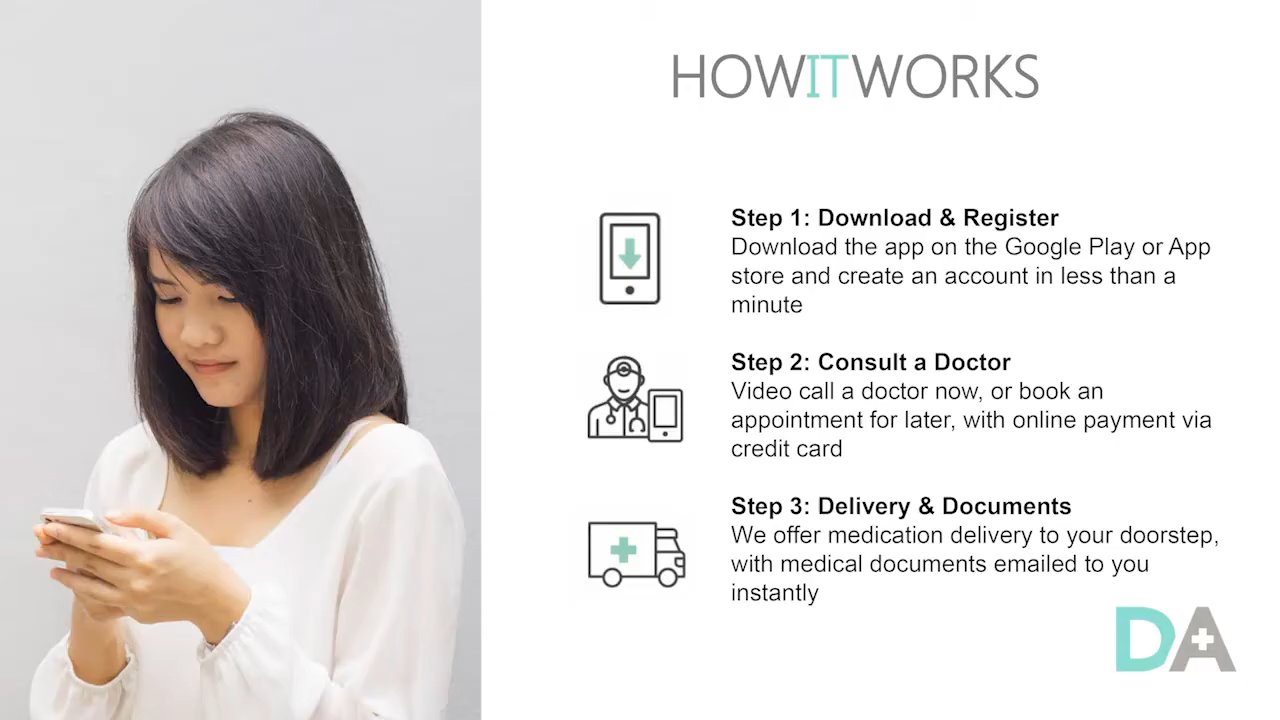 HOWITWORKS
Step 1: Download & Register
Download the app on the Google Play or App
store and create an account in less than a
minute
Step 2: Consult a Doctor
Video call a doctor now, or book an
appointment for later, with online payment via
credit card
Step 3: Delivery & Documents
We offer medication delivery to your doorstep,
with medical documents emailed to you
instantly
DA